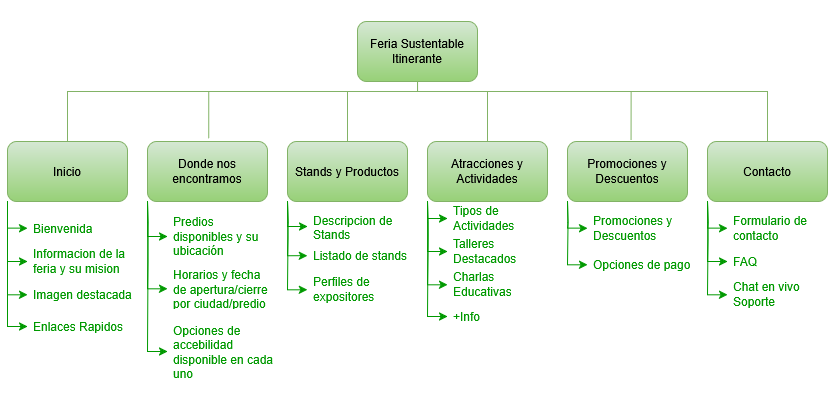 Feria Sustentable
Itinerante
Inicio
Bienvenida
Informacion de la
feria y su mision
Imagen destacada
Enlaces Rapidos
Donde nos
encontramos
Predios
disponibles y su
ubicación
Horarios y fecha
de apertura/cierre
por ciudad/predio
Opciones de
accebilidad
disponible en cada
uno
Stands y Productos
Descripcion de
Stands
Listado de stands
Perfiles de
expositores
Atracciones y
Actividades
Tipos de
Actividades
Talleres
Destacados
Charlas
Educativas
+Info
Promociones y
Descuentos
Promociones y
Descuentos
Opciones de pago
Contacto
Formulario de
contacto
FAQ
Chat en vivo
Soporte